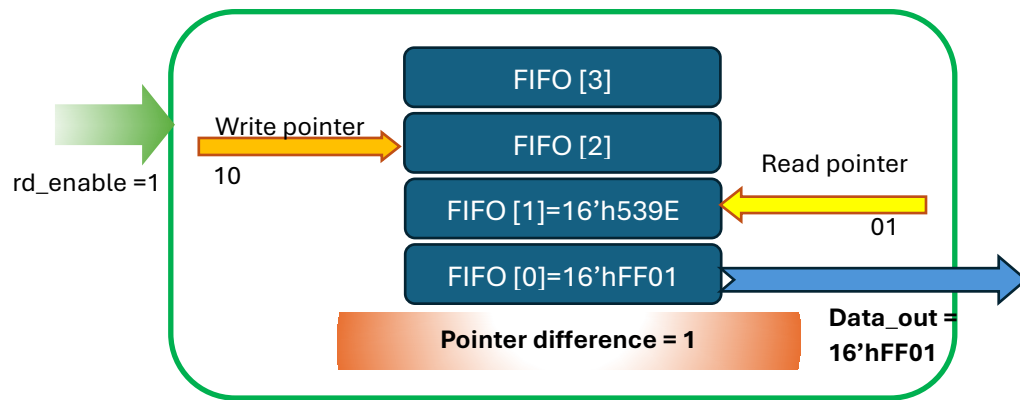 FIFO [3]
Write pointer
FIFO [2]
rd_enable =1
10
Read pointer
FIFO [1]=16’h539E
01
FIFO [0]=16’hFF01
Pointer difference = 1
Data_out =
16’hFF01